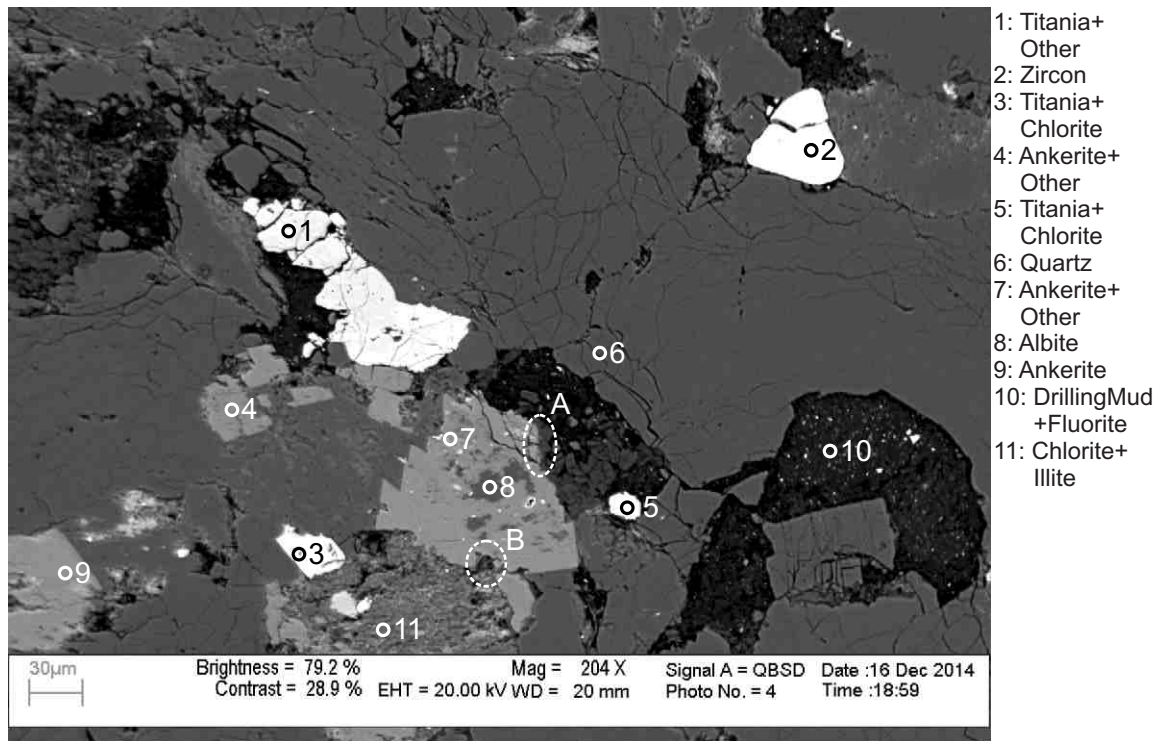 1: Titania+
Other
2: Zircon
3: Titania+
Chlorite
4: Ankerite+
Other
5: Titania+
Chlorite
6: Quartz
7: Ankerite+
Other
8: Albite
9: Ankerite
10: DrillingMud
+Fluorite
11: Chlorite+
Illite
2
1
6
A
4
7
10
8
5
B
3
9
11
30µm
Brightness = 79.2 %
Contrast = 28.9 %
EHT = 20.00 kV
Mag = 204 X
WD = 20 mm
Signal A = QBSD
Photo No. = 4
Date :16 Dec 2014
Time :18:59